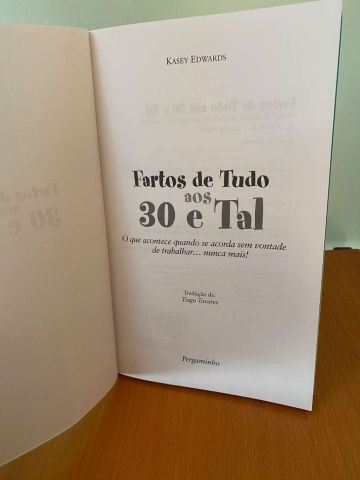 KASEY EDWARDS
Fartos de Tudo
aos
30 e Tal
O que acontece quando se acorda sem vontade
de trabalhar... nunca mais!
Tradução de:
Tiago Tavares
Pergaminho